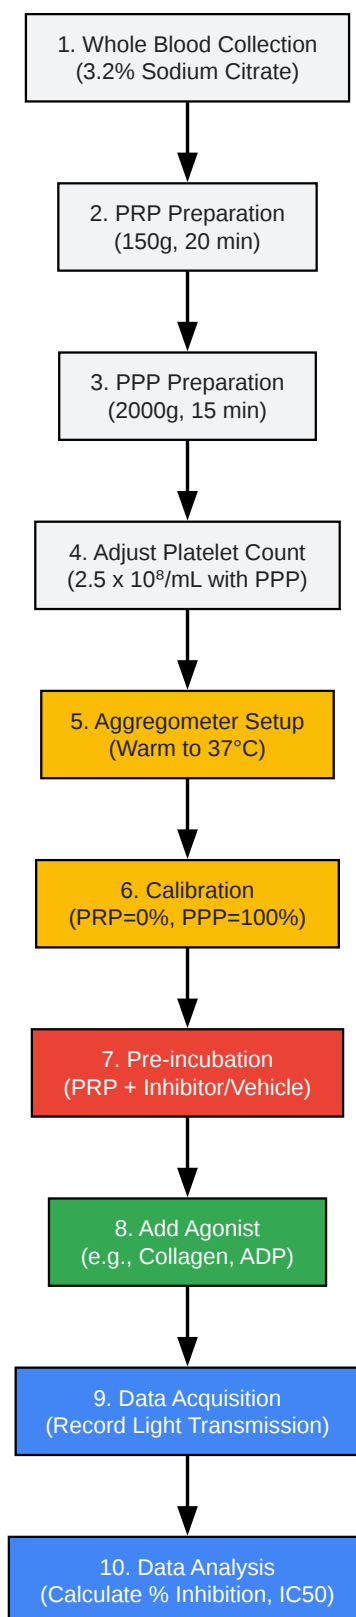 1. Whole Blood Collection
(3.2% Sodium Citrate)
2. PRP Preparation
(150g, 20 min)
3. PPP Preparation
(2000g, 15 min)
4. Adjust Platelet Count
(2.5 x 10⁸/mL with PPP)
5. Aggregometer Setup
(Warm to 37°C)
6. Calibration
(PRP=0%, PPP=100%)
7. Pre-incubation
(PRP + Inhibitor/Vehicle)
8. Add Agonist
(e.g., Collagen, ADP)
9. Data Acquisition
(Record Light Transmission)
10. Data Analysis
(Calculate % Inhibition, IC50)